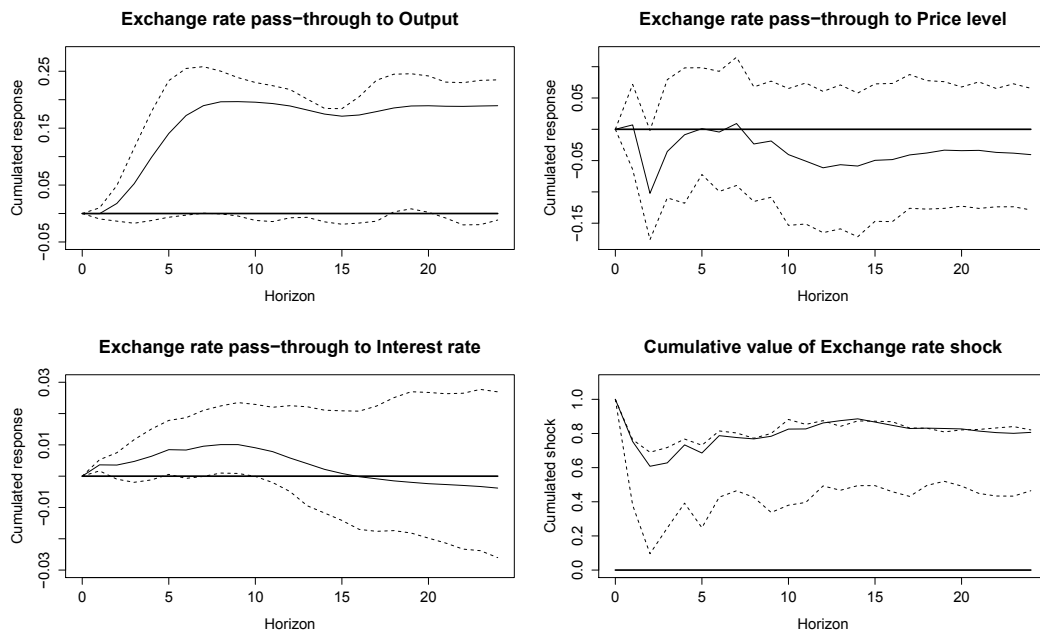 Exchange rate pass−through to Output
Cumulated response
0.25
0.15
0.05
−0.05
0 5 10 15 20
Horizon
Exchange rate pass−through to Price level
Cumulated response
0.05
−0.05
−0.15
0 5 10 15 20
Horizon
Exchange rate pass−through to Interest rate
Cumulated response
0.03
0.01
−0.01
−0.03
0 5 10 15 20
Horizon
Cumulative value of Exchange rate shock
Cumulated shock
1.0
0.8
0.6
0.4
0.2
0.0
0 5 10 15 20
Horizon